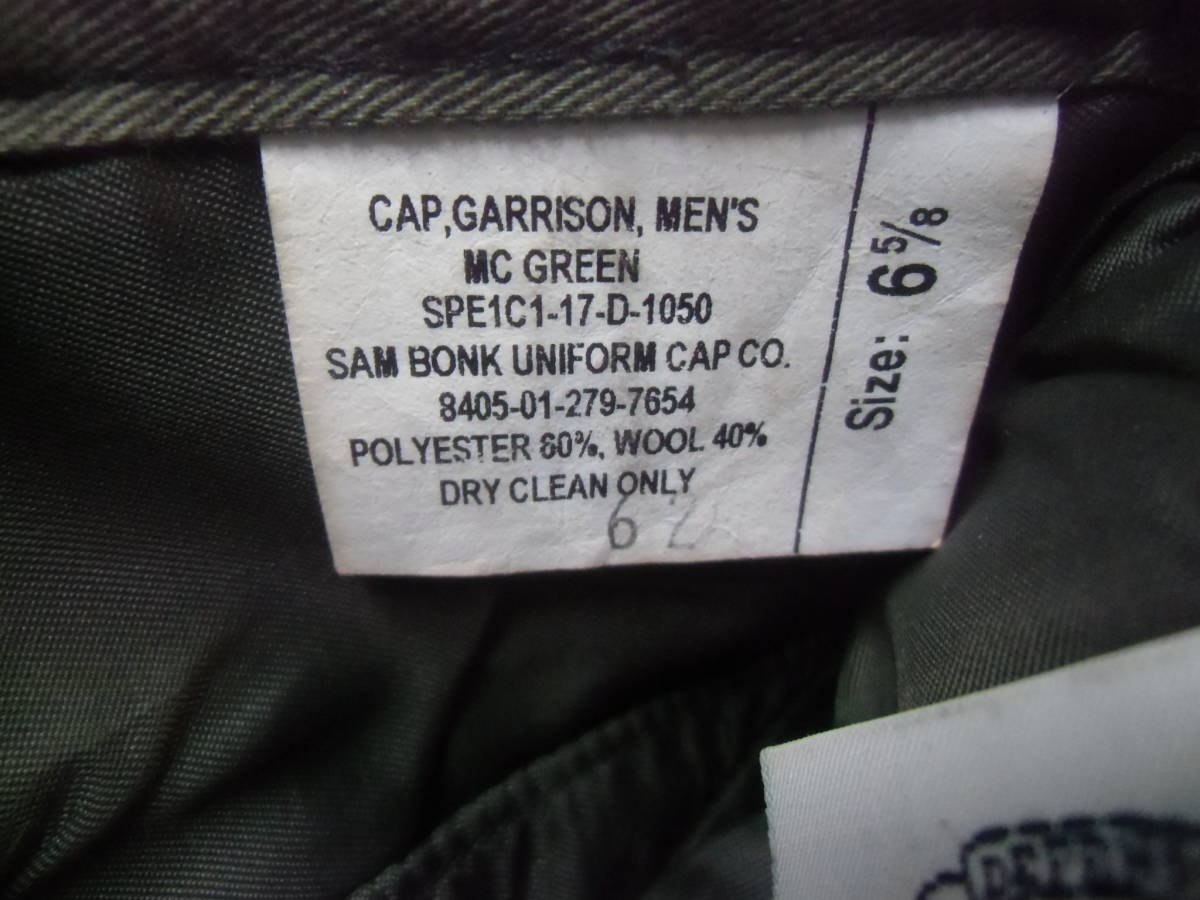 CAP,GARRISON, MEN'S
MC GREEN
SPE1C1-17-D-1050
SAM BONK UNIFORM CAP CO.
8405-01-279-7654
POLYESTER 60%, WOOL 40%
DRY CLEAN ONLY
62
Size: 6 5/8